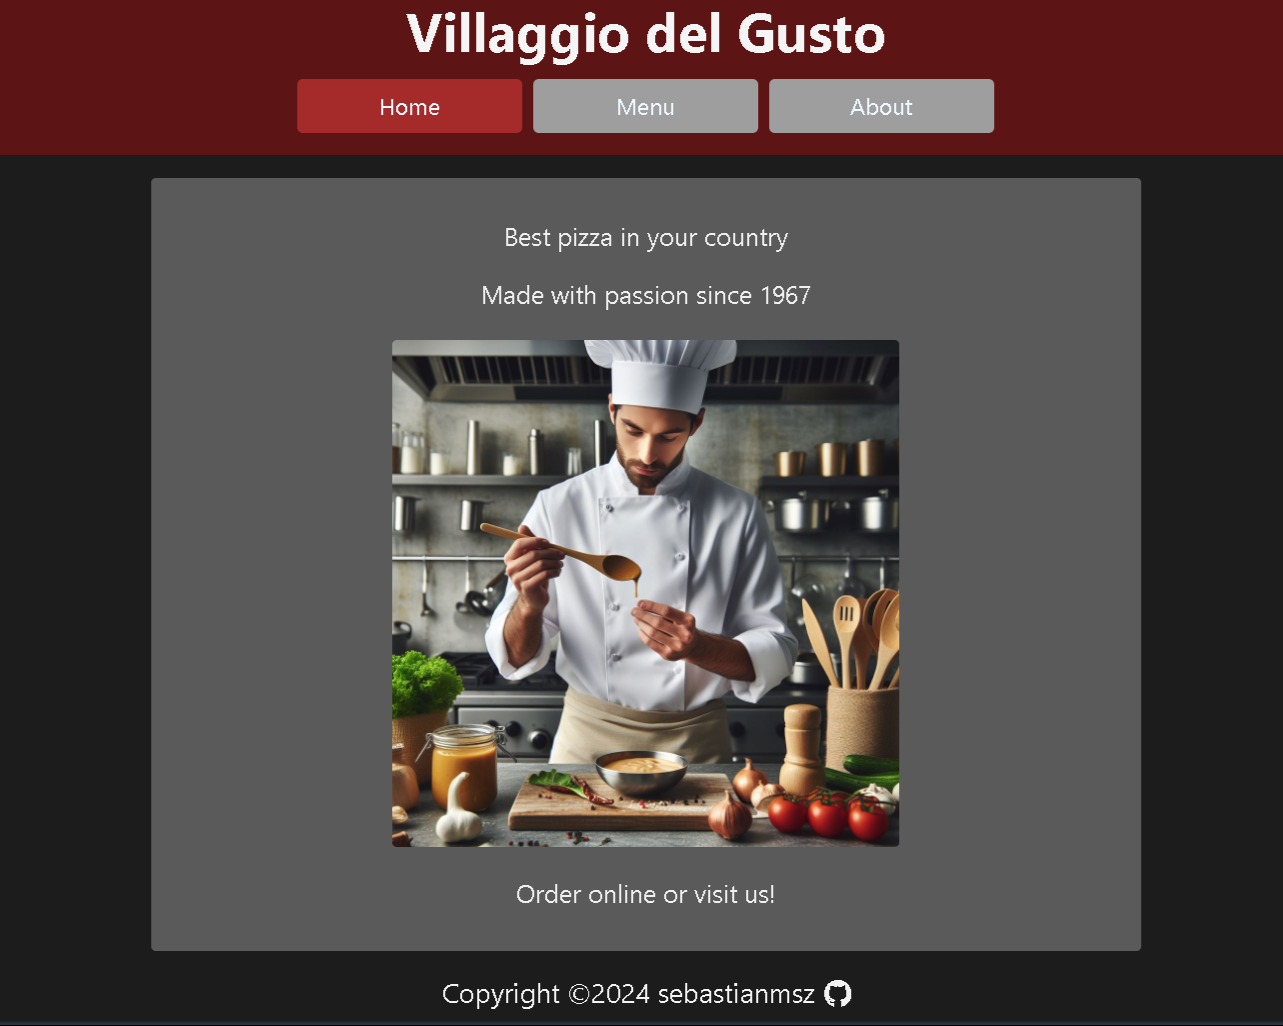 Villaggio del Gusto
Home
Menu
About
Best pizza in your country
Made with passion since 1967
Order online or visit us!
Copyright ©2024 sebastianmsz